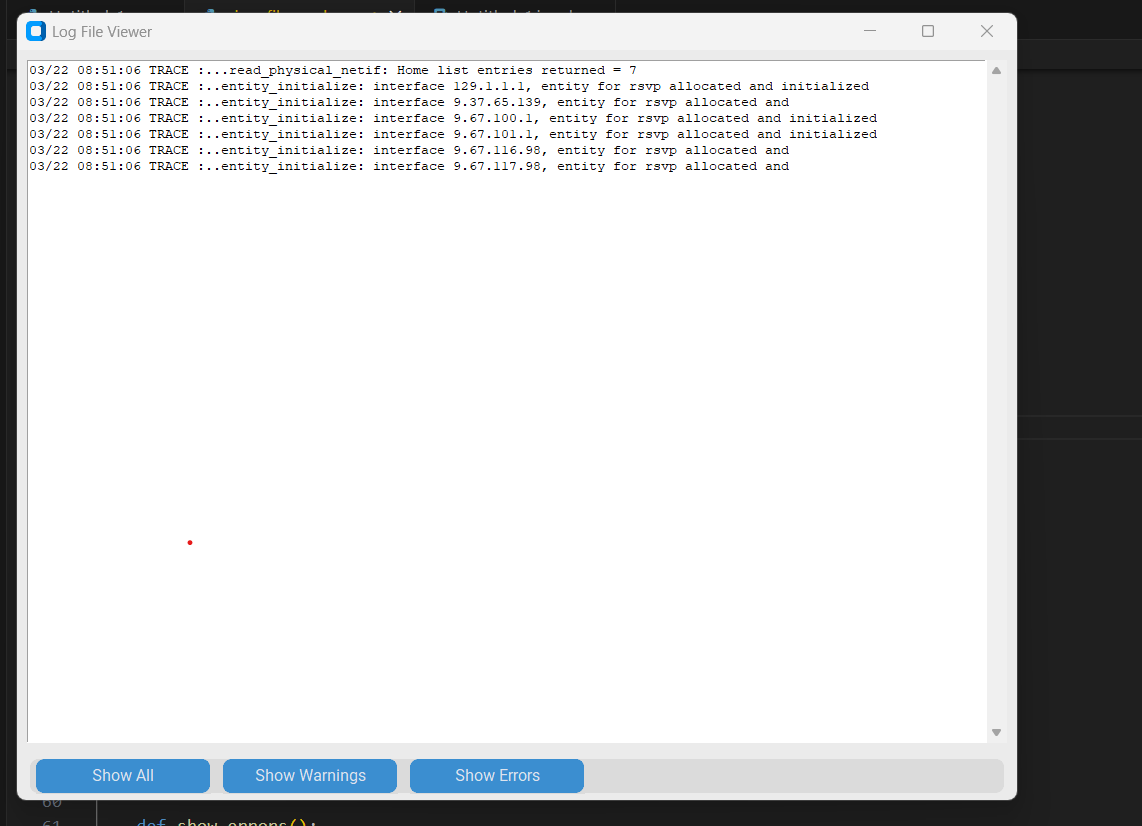 Log File Viewer
03/22 08:51:06 TRACE :...read_physical_netif: Home list entries returned = 7
03/22 08:51:06 TRACE :..entity_initialize: interface 129.1.1.1, entity for rsvp allocated and initialized
03/22 08:51:06 TRACE :..entity_initialize: interface 9.37.65.139, entity for rsvp allocated and
03/22 08:51:06 TRACE :..entity_initialize: interface 9.67.100.1, entity for rsvp allocated and initialized
03/22 08:51:06 TRACE :..entity_initialize: interface 9.67.101.1, entity for rsvp allocated and initialized
03/22 08:51:06 TRACE :..entity_initialize: interface 9.67.116.98, entity for rsvp allocated and
03/22 08:51:06 TRACE :..entity_initialize: interface 9.67.117.98, entity for rsvp allocated and
Show All Show Warnings Show Errors
60
61 def show_errors():